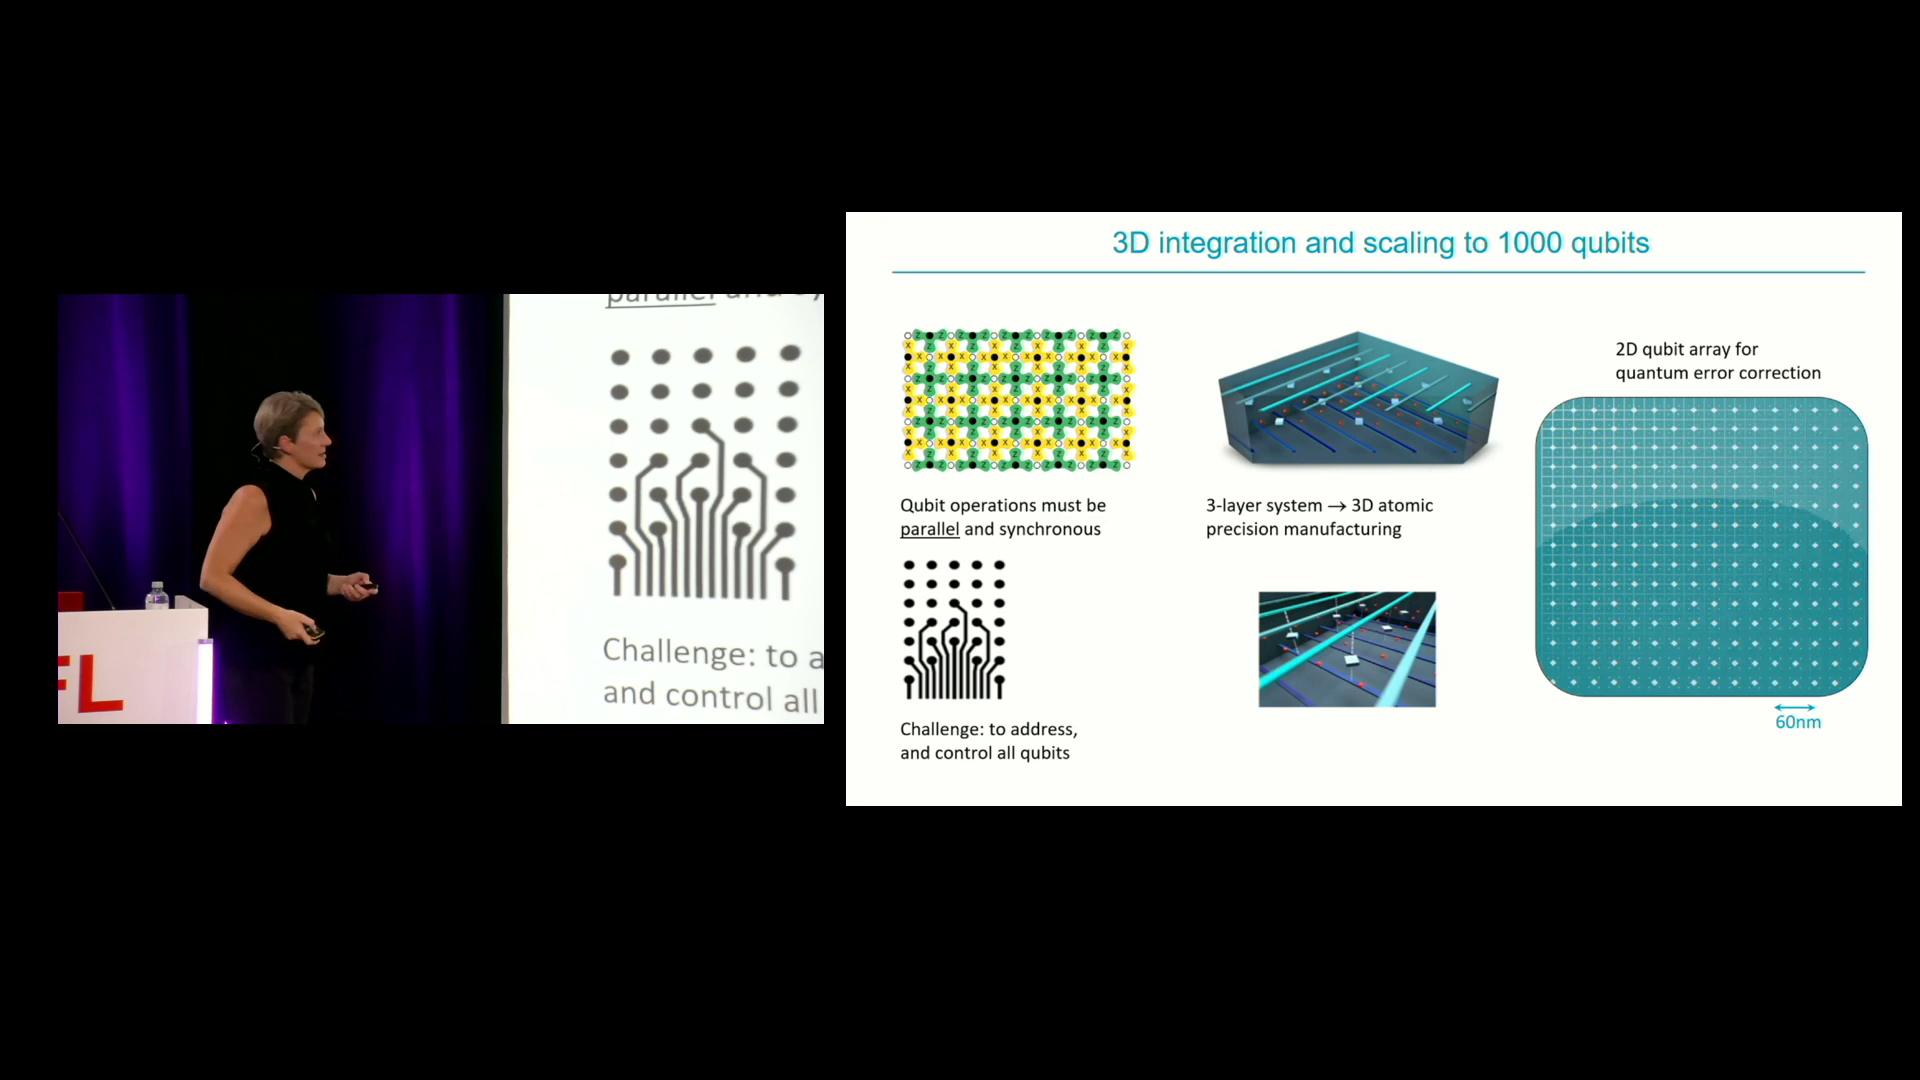 parallel and
Challenge: to a
and control all
FL
3D integration and scaling to 1000 qubits
Qubit operations must be
parallel and synchronous
Challenge: to address,
and control all qubits
3-layer system → 3D atomic
precision manufacturing
2D qubit array for
quantum error correction
60nm